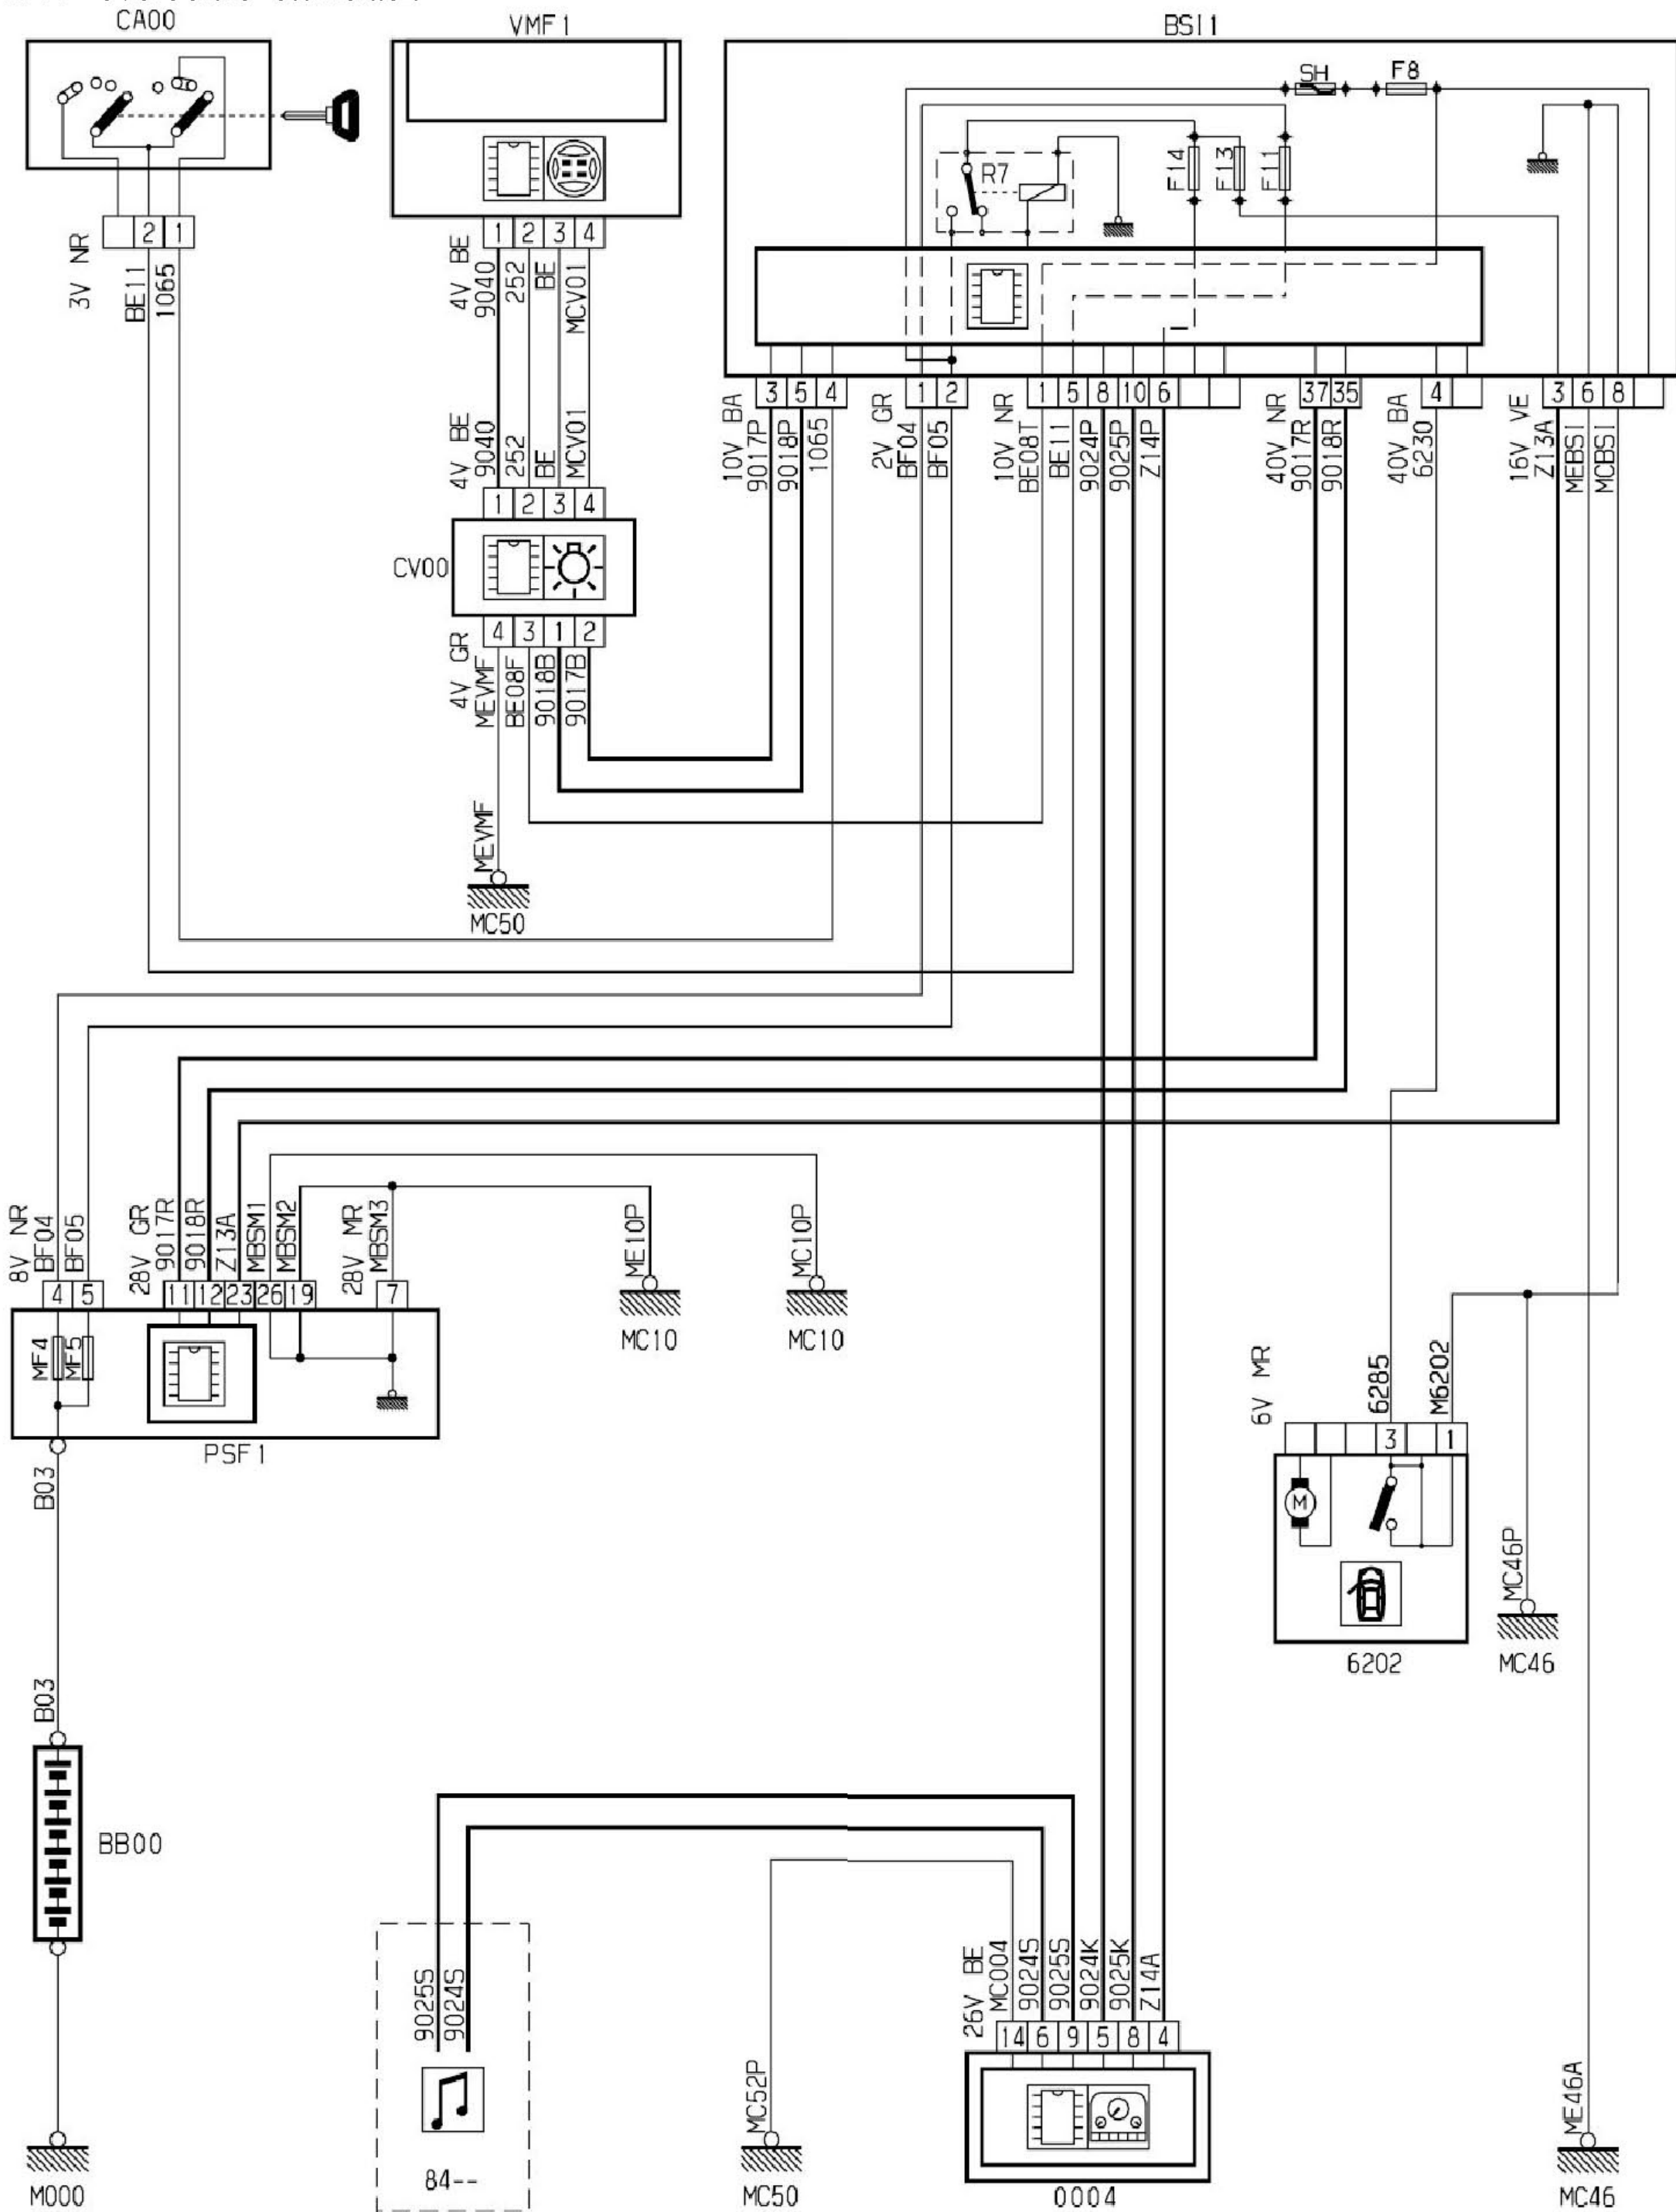 CA00
VMF1
BSI1
SH
F8
R7
F14
F13
F11
2 1
3V NR
BE11
1065
1 2 3 4
4V BE
9040
252
BE
MCV01
4V BE
9040
252
BE
MCV01
1 2 3 4
CV00
4 3 1 2
4V GR
MEVMF
BE08F
9018B
9017B
MEVMF
MC50
3 5 4
10V BA
9017P
9018P
1065
1 2
2V GR
BF04
BF05
1 5 8 10 6
10V NR
BE08T
BE11
9024P
9025P
Z14P
37 35
40V NR
9017R
9018R
4
40V BA
6230
3 6 8
16V VE
Z13A
MEBSI
MCBSI
8V NR
BF04
BF05
28V GR
9017R
9018R
Z13A
MBSM1
MBSM2
28V MR
MBSM3
4 5 11 12 23 26 19 7
MF4
MF5
PSF1
ME10P
MC10
MC10P
MC10
B03
B03
BB00
M000
6V MR
6285
M6202
3 1
M
6202
MC46P
MC46
9025S
9024S
84--
MC52P
MC50
26V BE
MC004
9024S
9025S
9024K
9025K
Z14A
14 6 9 5 8 4
0004
ME46A
MC46